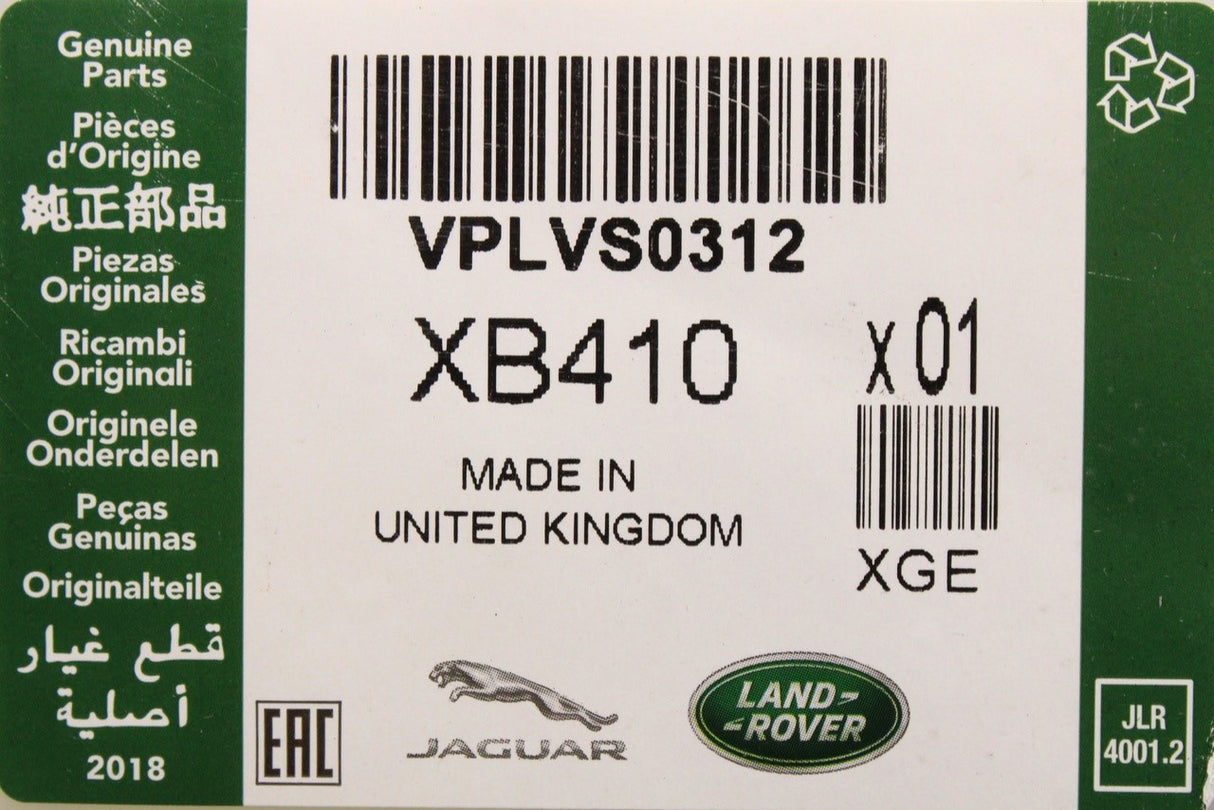 Genuine
Parts
Pièces
d'Origine
純正部品
Piezas
Originales
Ricambi
Originali
Originele
Onderdelen
Peças
Genuinas
Originalteile
قطع غيار
أصلية
2018
VPLVS0312
XB410
x 01
MADE IN
UNITED KINGDOM
XGE
EAC
JAGUAR
LAND
ROVER
JLR
4001.2